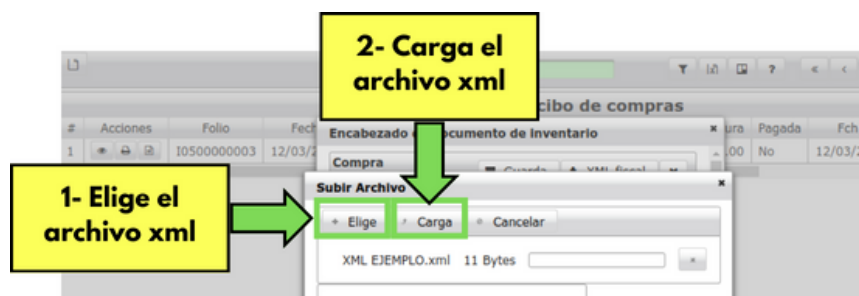 2- Carga el
archivo xml
?
cibo de compras
# Acciones Folio Fech ura Pagada Fch
1 I0500000003 12/03/2 .00 No 12/03/2
Encabezado ocumento de inventario
Compra
XML fiscal
Subir Archivo
1- Elige el
archivo xml
+ Elige Carga Cancelar
XML EJEMPLO.xml 11 Bytes